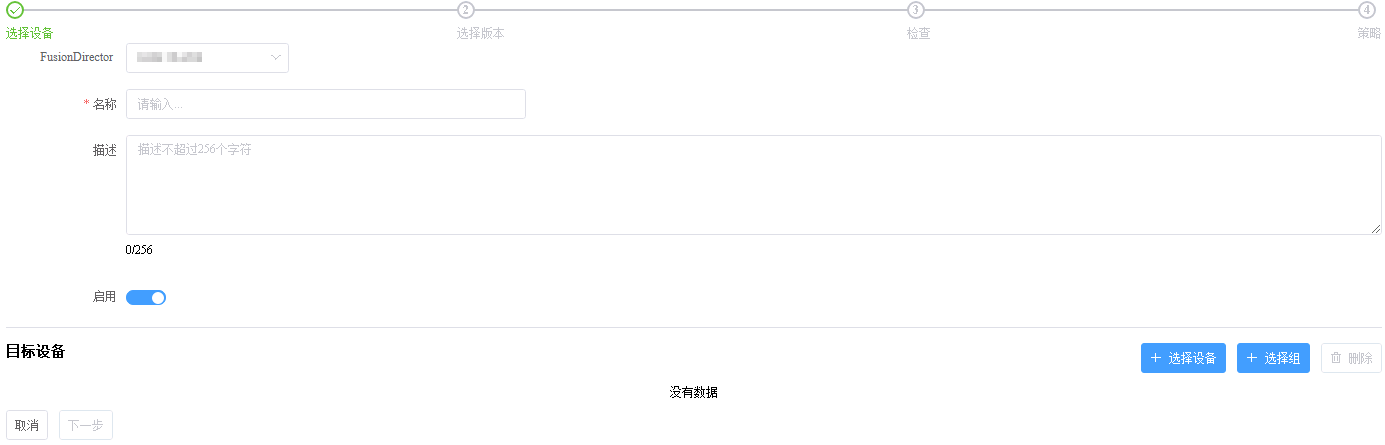 2 3 4
选择设备 选择版本 检查 策略
FusionDirector
* 名称 请输入...
描述 描述不超过256个字符
0/256
启用
目标设备 选择设备 选择组 删除
没有数据
取消 下一步